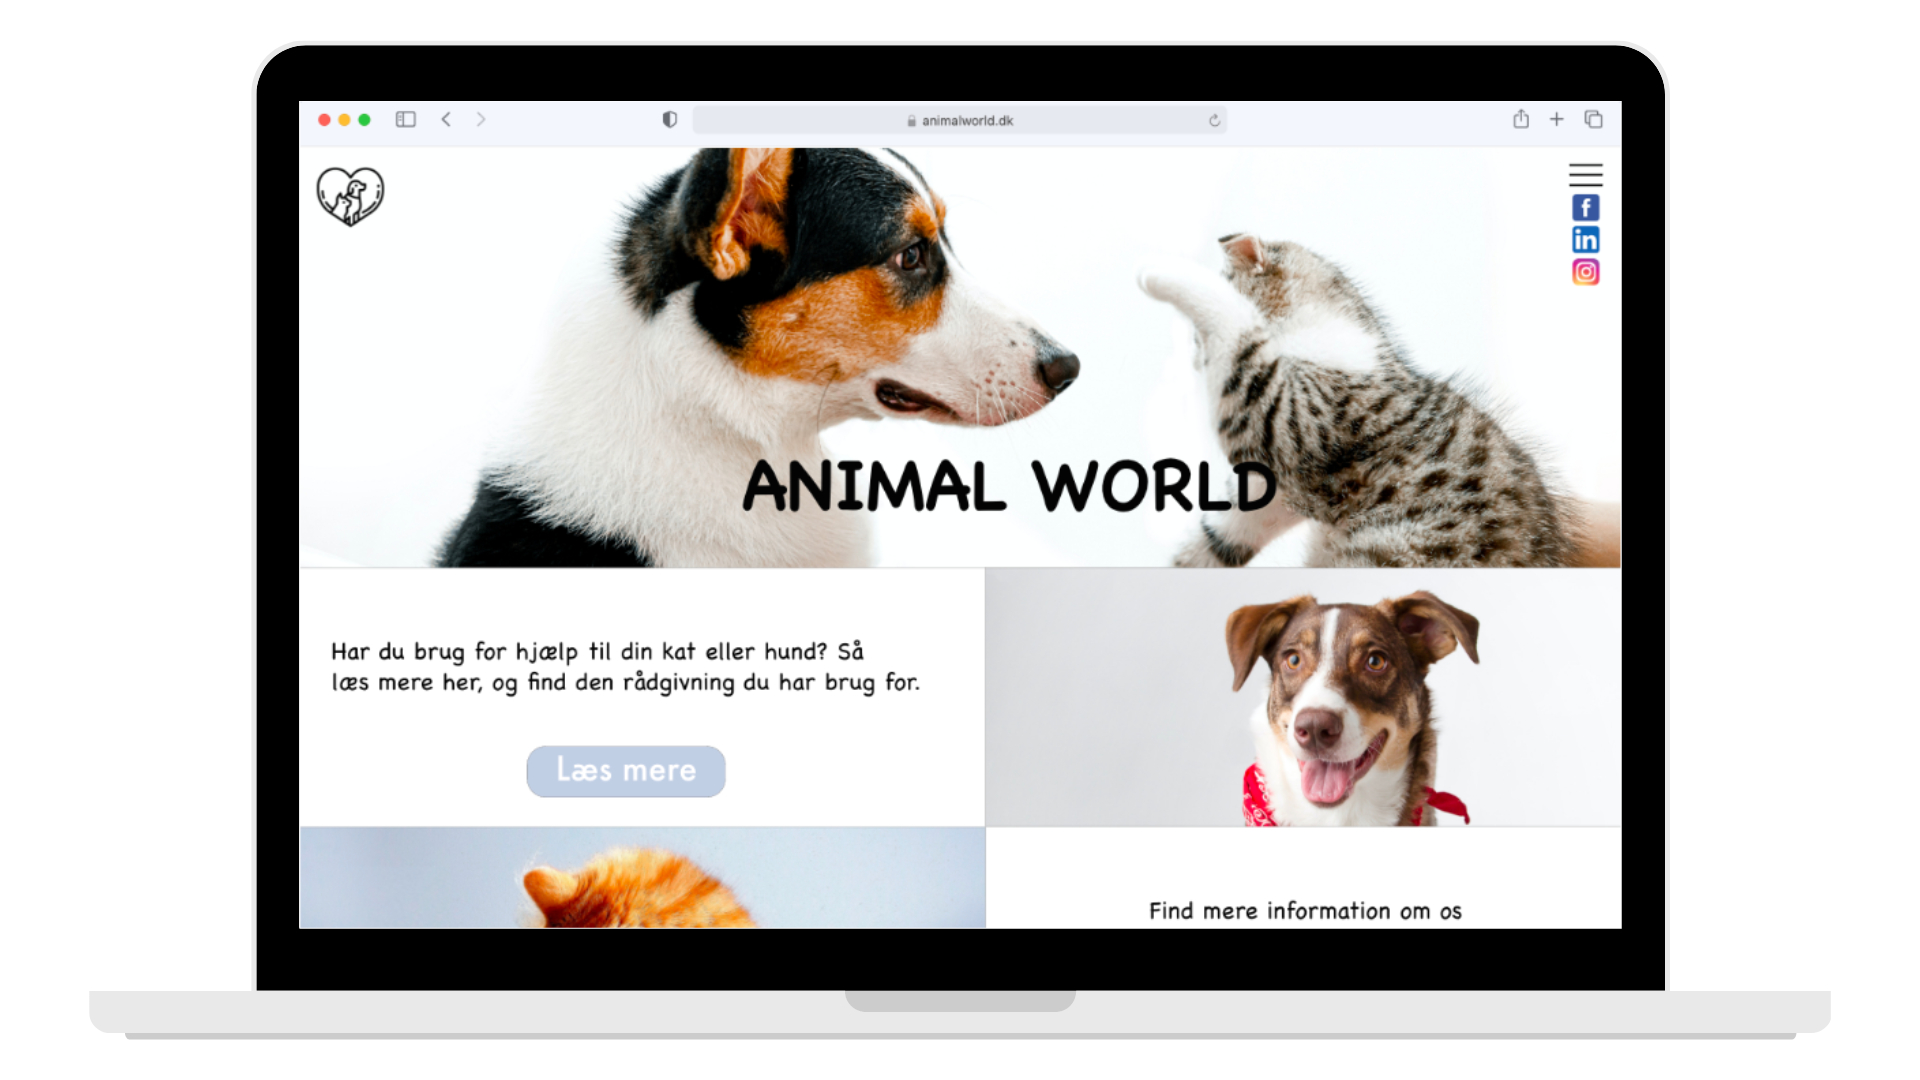 animalworld.dk
f
in
ANIMAL WORLD
Har du brug for hjælp til din kat eller hund? Så
læs mere her, og find den rådgivning du har brug for.
Læs mere
Find mere information om os